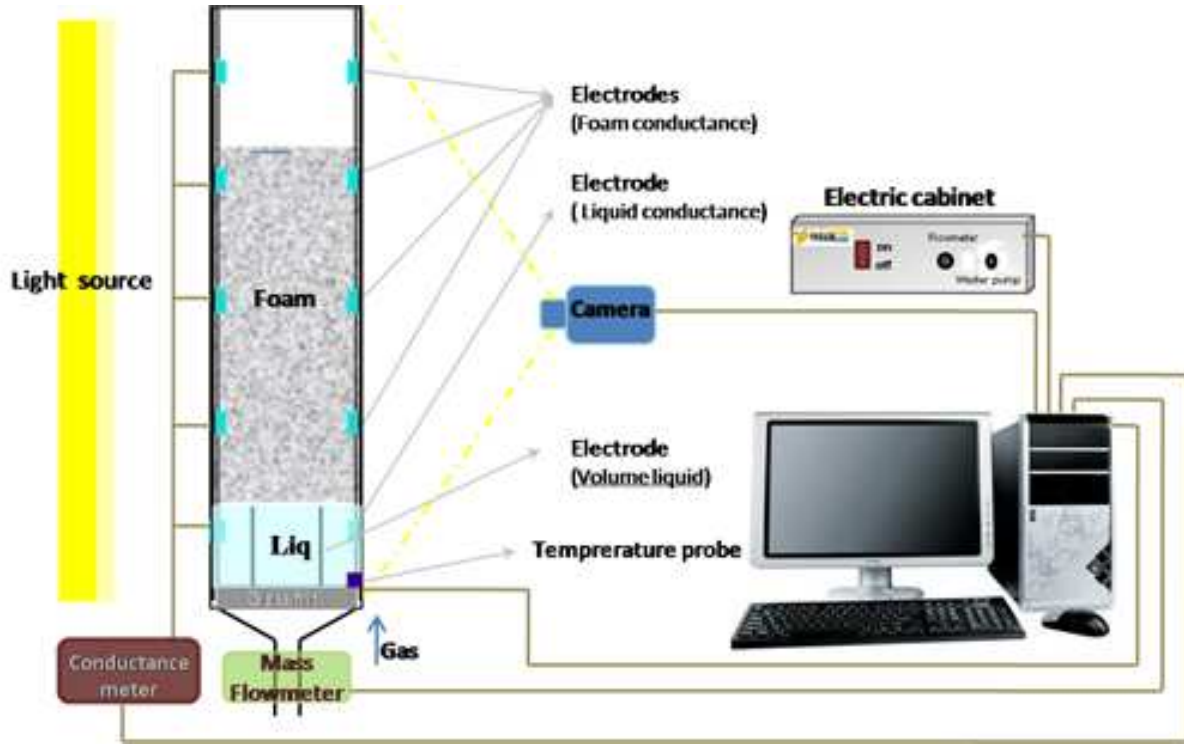 Electrodes
(Foam conductance)
Electrode
( Liquid conductance)
Electric cabinet
on
off
Flowmeter
Water pump
Light source
Foam
Camera
Electrode
(Volume liquid)
Liq
Temprerature probe
Gas
Conductance
meter
Mass
Flowmeter